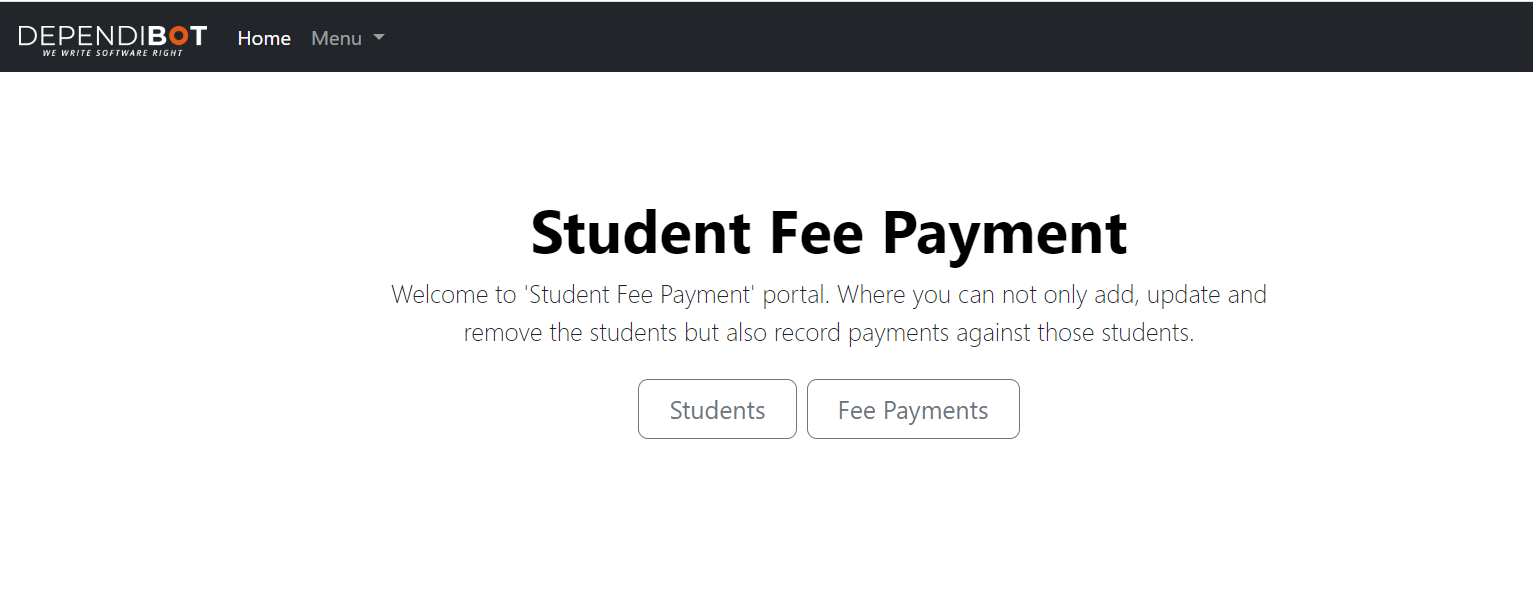 DEPENDIBOT
WE WRITE SOFTWARE RIGHT
Home Menu
Student Fee Payment
Welcome to 'Student Fee Payment' portal. Where you can not only add, update and
remove the students but also record payments against those students.
Students Fee Payments